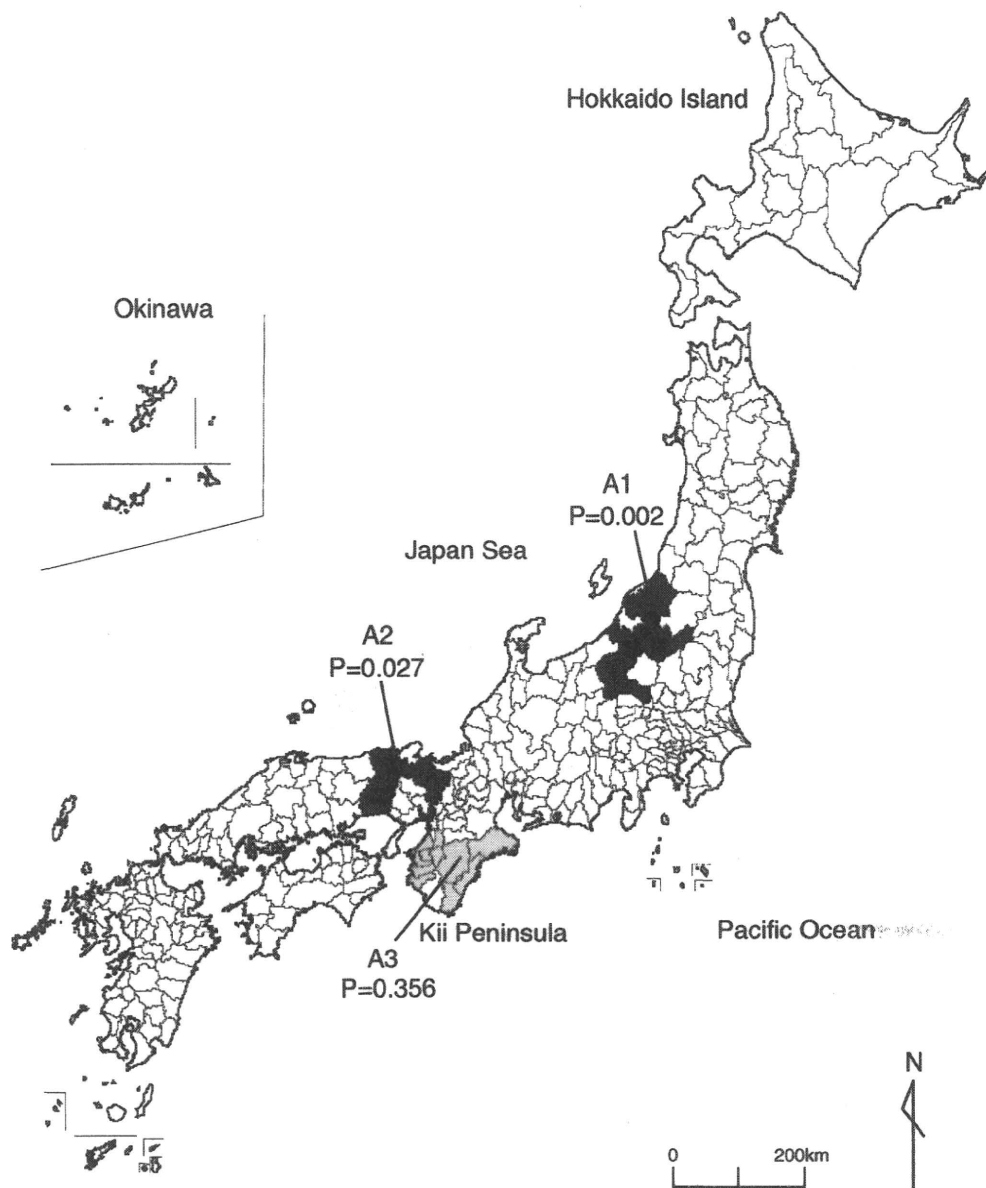 Hokkaido Island
Okinawa
A1
P=0.002
Japan Sea
A2
P=0.027
Kii Peninsula
Pacific Ocean
A3
P=0.356
N
0 200km